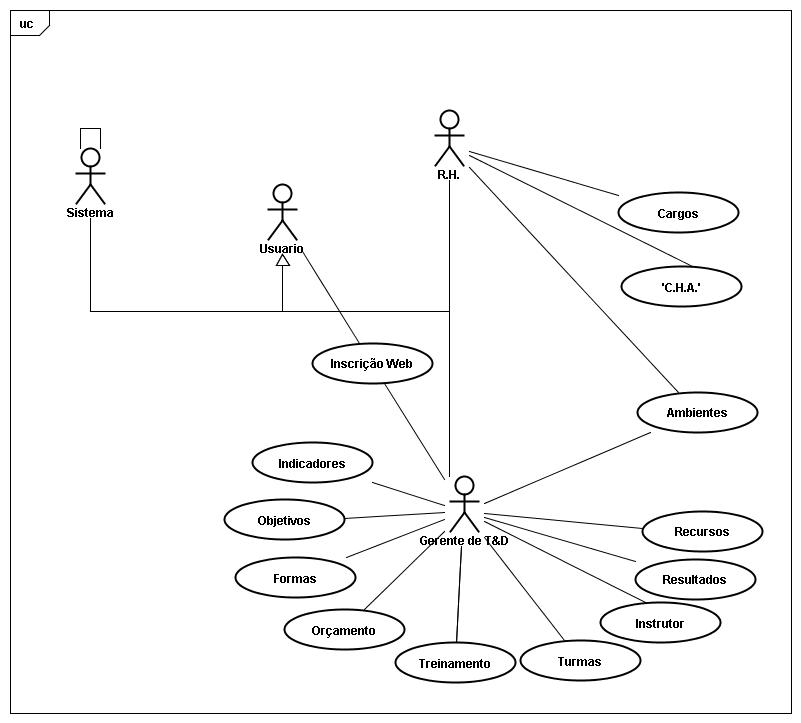 uc
R.H.
Sistema
Usuario
Cargos
'C.H.A.'
Inscrição Web
Ambientes
Indicadores
Objetivos
Gerente de T&D
Recursos
Formas
Resultados
Orçamento
Instrutor
Treinamento
Turmas